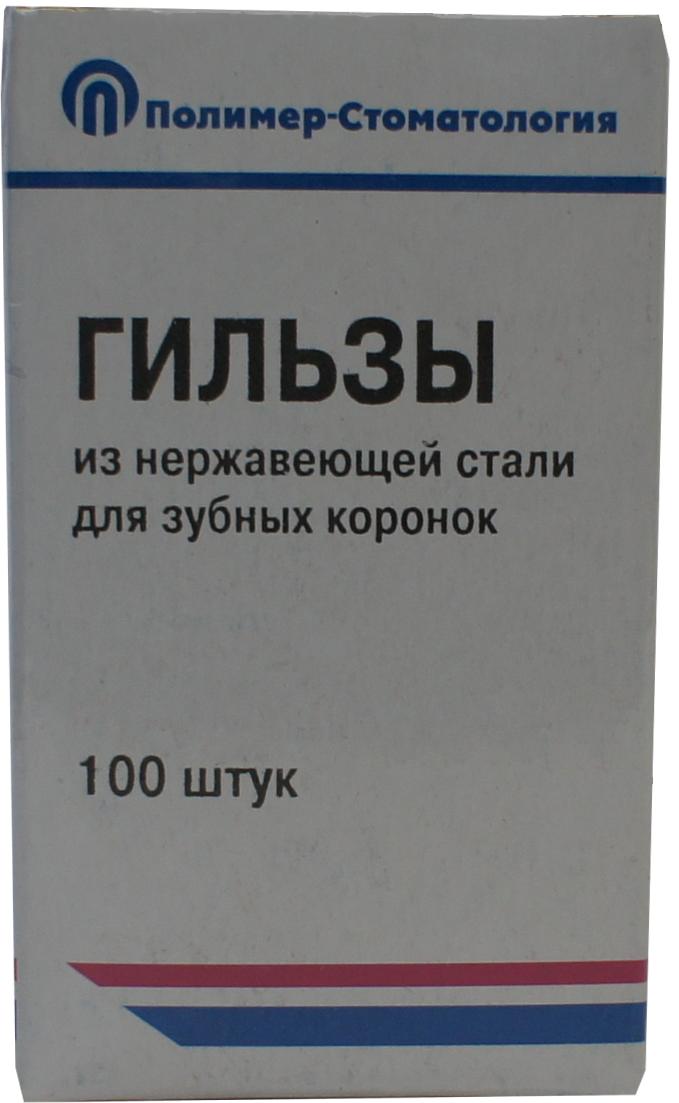 Полимер-Стоматология
ГИЛЬЗЫ
из нержавеющей стали
для зубных коронок
100 штук